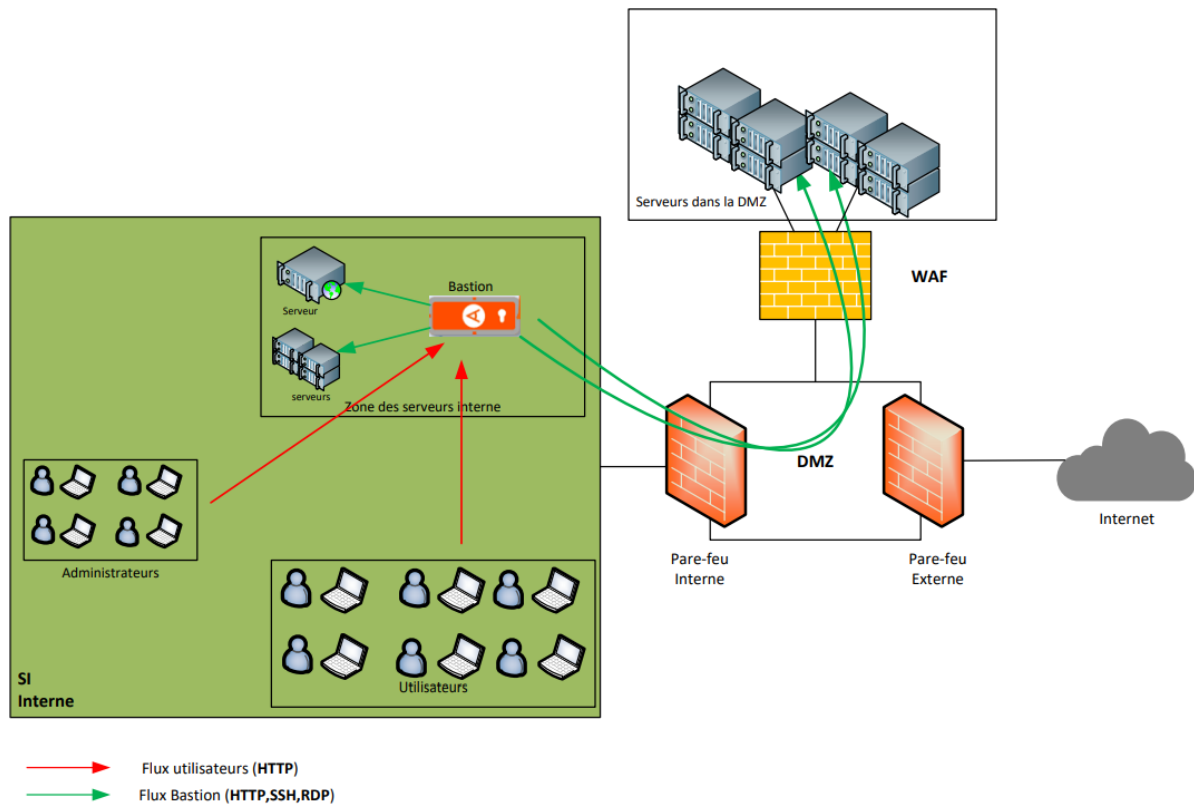 Serveurs dans la DMZ
WAF
Bastion
Serveur
serveurs
Zone des serveurs interne
DMZ
Internet
Administrateurs
Pare-feu
Interne
Pare-feu
Externe
Utilisateurs
SI
Interne
Flux utilisateurs (HTTP)
Flux Bastion (HTTP,SSH,RDP)